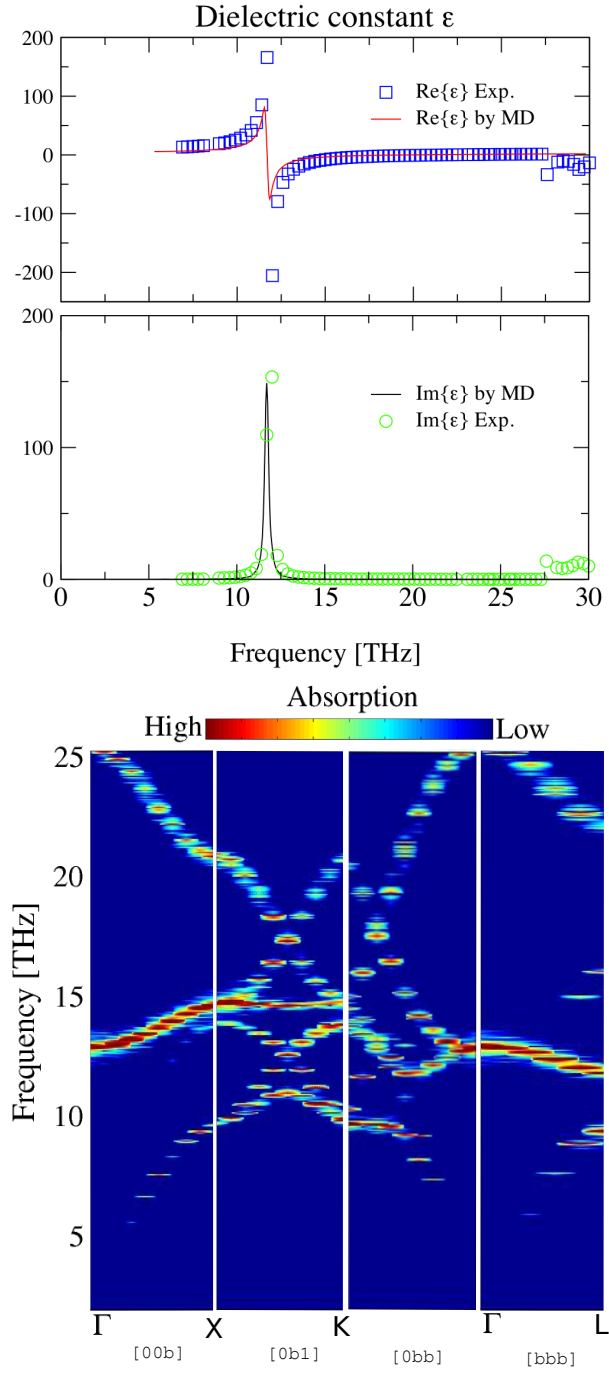 Dielectric constant ε
200
100
0
-100
-200
Re{ε} Exp.
Re{ε} by MD
200
100
0
Im{ε} by MD
Im{ε} Exp.
0 5 10 15 20 25 30
Frequency [THz]
Absorption
High Low
Frequency [THz]
25
20
15
10
5
Γ X K Γ L
[00b] [0b1] [0bb] [bbb]